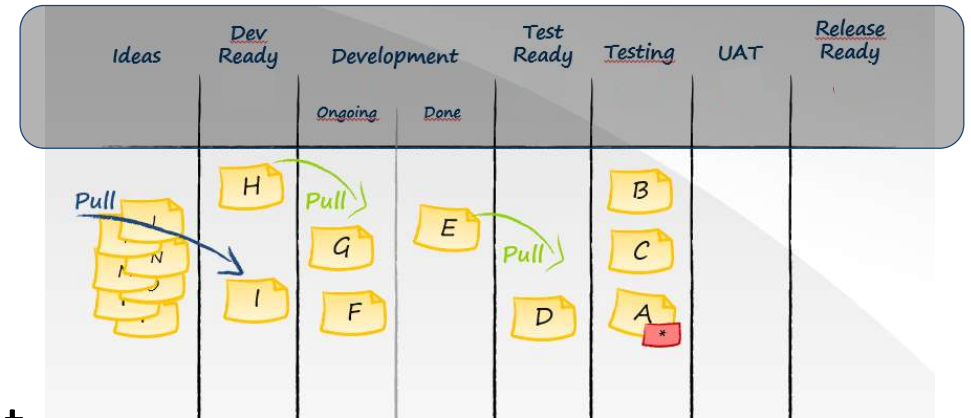 Ideas
Dev
Ready
Development
Test
Ready
Testing
UAT
Release
Ready
Ongoing
Done
Pull
H
Pull
I
G
F
E
Pull
D
B
C
A
*
N